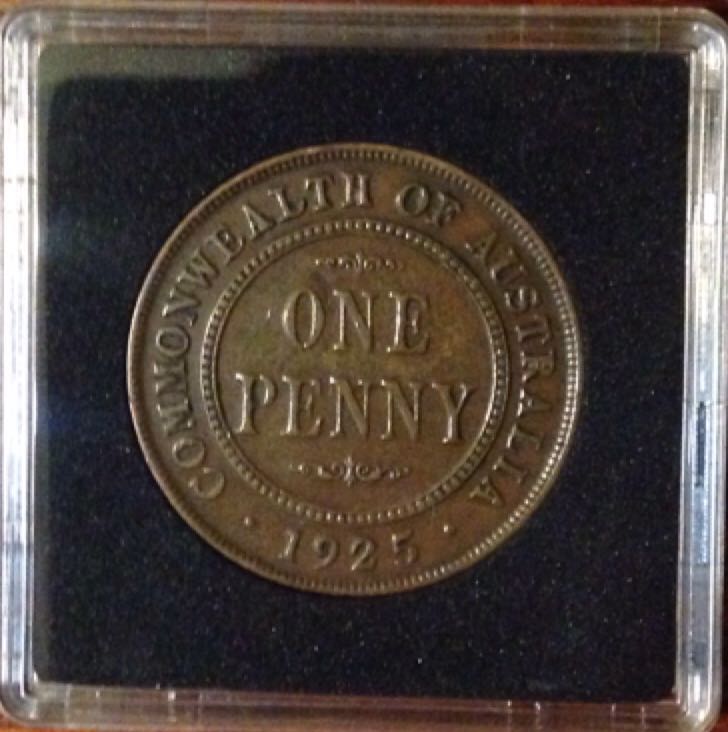 COMMONWEALTH OF AUSTRALIA
ONE
PENNY
· 1925 ·